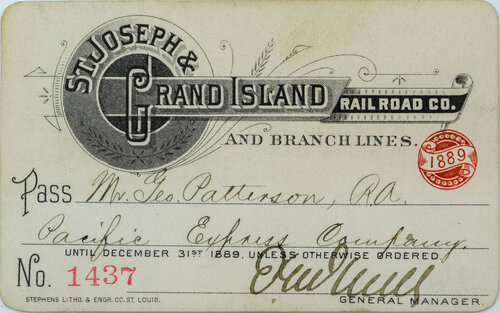 ST. JOSEPH &
GRAND ISLAND
RAIL ROAD CO.
AND BRANCH LINES.
1889
Pass Mr. Geo. Patterson, R.A.
Pacific Express Company.
UNTIL DECEMBER 31ST 1889, UNLESS OTHERWISE ORDERED
No. 1437
STEPHENS LITHO. & ENGR. CO. ST. LOUIS.
GENERAL MANAGER.